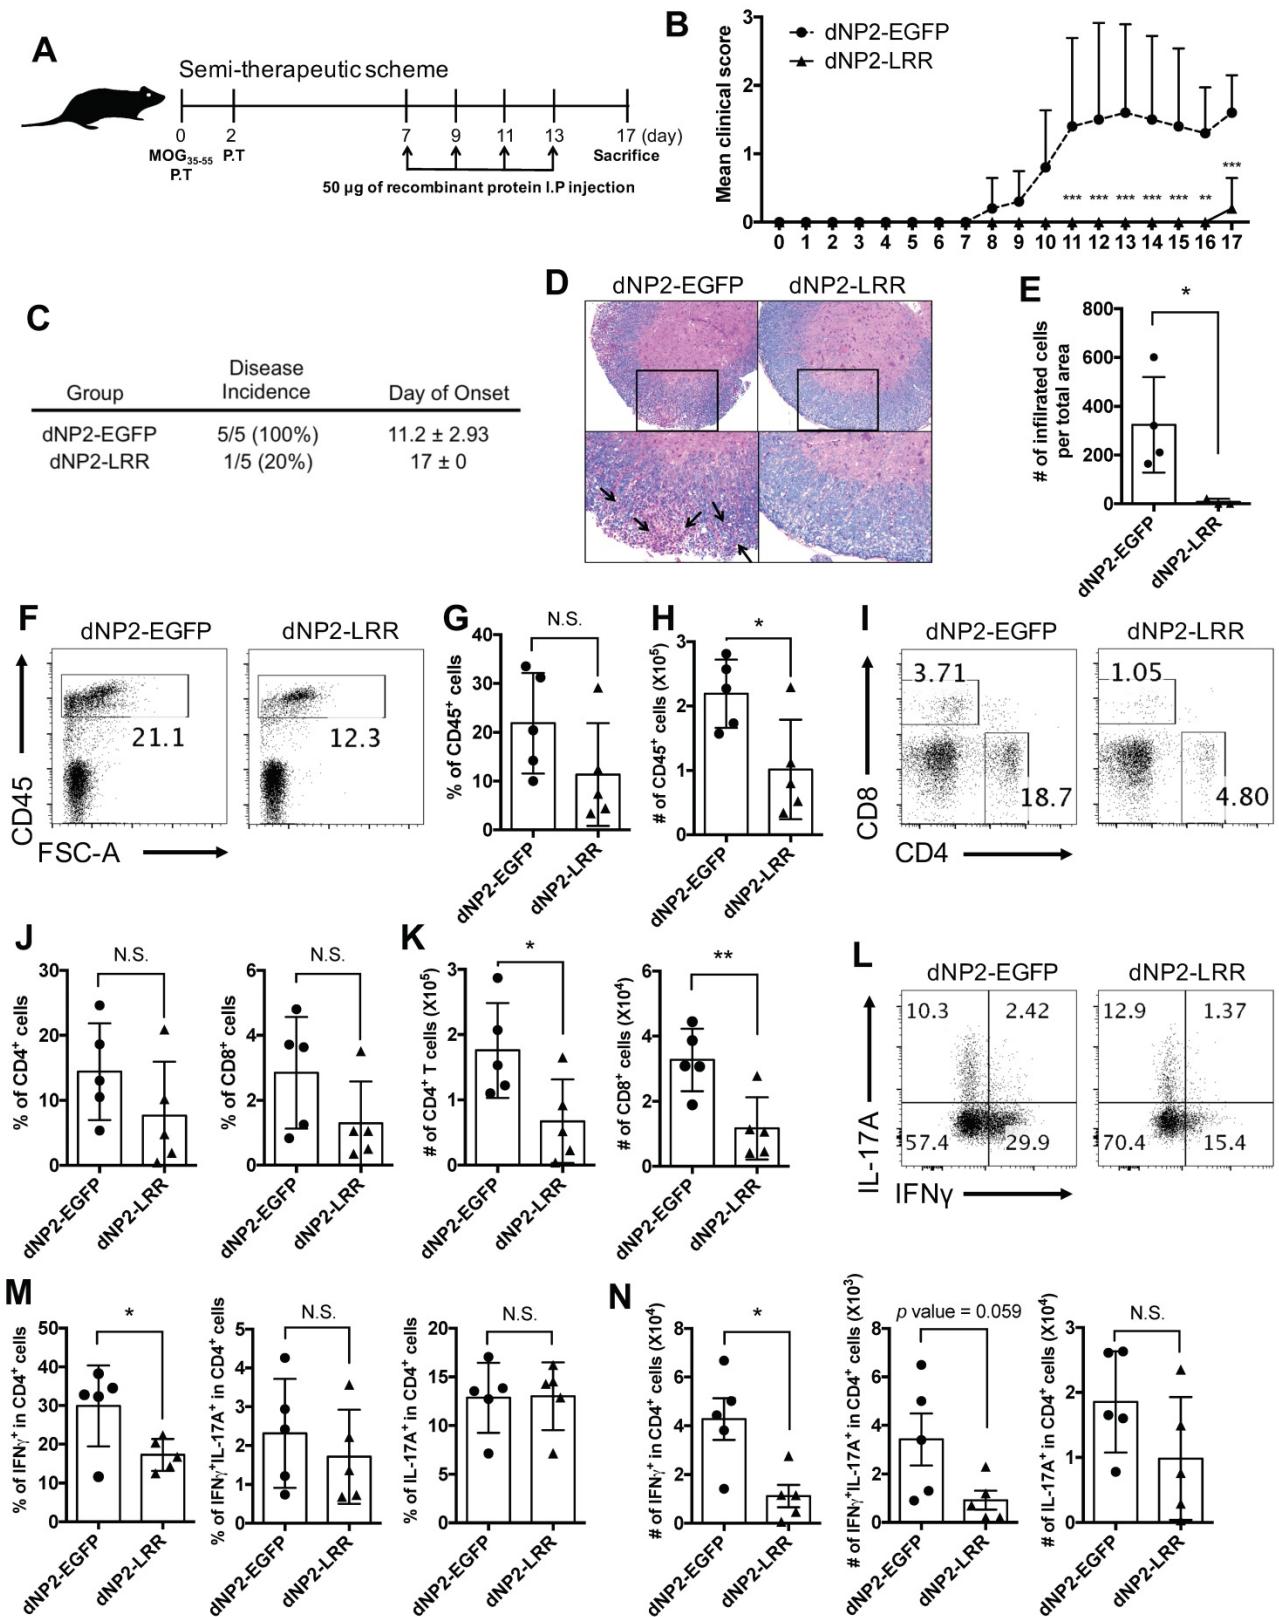 A
Semi-therapeutic scheme
0 2 7 9 11 13 17 (day)
MOG35-55 P.T Sacrifice
P.T
50 µg of recombinant protein I.P injection
B
Mean clinical score
3
2
1
0
dNP2-EGFP
dNP2-LRR
*** *** *** *** *** ** ***
0 1 2 3 4 5 6 7 8 9 10 11 12 13 14 15 16 17
C
Group Disease Incidence Day of Onset
dNP2-EGFP 5/5 (100%) 11.2 ± 2.93
dNP2-LRR 1/5 (20%) 17 ± 0
D
dNP2-EGFP dNP2-LRR
E
# of infilrated cells
per total area
800
600
400
200
0
*
dNP2-EGFP
dNP2-LRR
F
dNP2-EGFP dNP2-LRR
21.1 12.3
CD45
FSC-A
G
% of CD45+ cells
40
30
20
10
0
N.S.
dNP2-EGFP
dNP2-LRR
H
# of CD45+ cells (X10⁵)
3
2
1
0
*
dNP2-EGFP
dNP2-LRR
I
dNP2-EGFP dNP2-LRR
3.71 1.05
18.7 4.80
CD8
CD4
J
% of CD4+ cells
30
20
10
0
N.S.
dNP2-EGFP
dNP2-LRR
% of CD8+ cells
6
4
2
0
N.S.
dNP2-EGFP
dNP2-LRR
K
# of CD4+ T cells (X10⁵)
3
2
1
0
*
dNP2-EGFP
dNP2-LRR
# of CD8+ cells (X10⁴)
6
4
2
0
**
dNP2-EGFP
dNP2-LRR
L
dNP2-EGFP dNP2-LRR
10.3 2.42 12.9 1.37
57.4 29.9 70.4 15.4
IL-17A
IFNγ
M
% of IFNγ+ in CD4+ cells
50
40
30
20
10
0
*
dNP2-EGFP
dNP2-LRR
% of IFNγ+IL-17A+ in CD4+ cells
5
4
3
2
1
0
N.S.
dNP2-EGFP
dNP2-LRR
% of IL-17A+ in CD4+ cells
20
15
10
5
0
N.S.
dNP2-EGFP
dNP2-LRR
N
# of IFNγ+ in CD4+ cells (X10⁴)
8
6
4
2
0
*
dNP2-EGFP
dNP2-LRR
# of IFNγ+IL-17A+ in CD4+ cells (X10³)
8
6
4
2
0
p value = 0.059
dNP2-EGFP
dNP2-LRR
# of IL-17A+ in CD4+ cells (X10⁴)
3
2
1
0
N.S.
dNP2-EGFP
dNP2-LRR